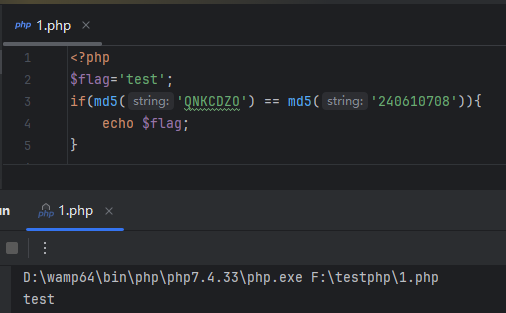 php 1.php ×
1 <?php
2 $flag='test';
3 if(md5( string: 'QNKCDZO') == md5( string: '240610708')){
4 echo $flag;
5 }
un php 1.php ×
D:\wamp64\bin\php\php7.4.33\php.exe F:\testphp\1.php
test